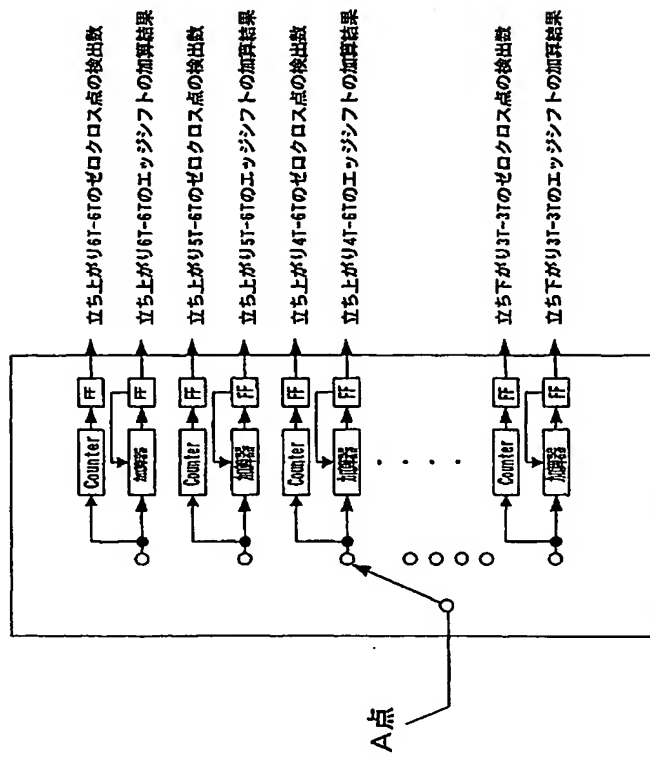 立ち上がり6T-6Tのゼロクロス点の検出数
立ち上がり6T-6Tのエッジシフトの加算結果
立ち上がり5T-6Tのゼロクロス点の検出数
立ち上がり5T-6Tのエッジシフトの加算結果
立ち上がり4T-6Tのゼロクロス点の検出数
立ち上がり4T-6Tのエッジシフトの加算結果
立ち下がり3T-3Tのゼロクロス点の検出数
立ち下がり3T-3Tのエッジシフトの加算結果
Counter
FF
加算器
FF
Counter
FF
加算器
FF
Counter
FF
加算器
FF
Counter
FF
加算器
FF
A点